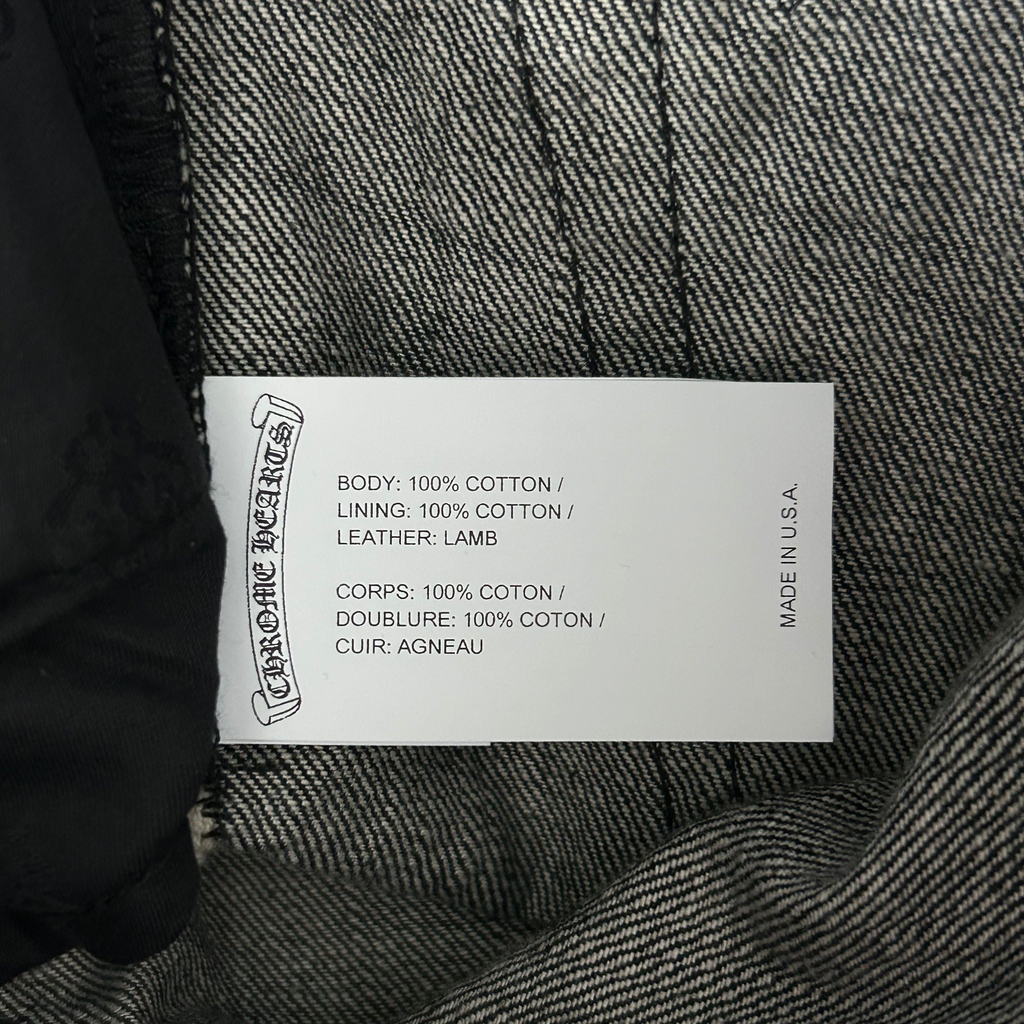 CHROME HEARTS
BODY: 100% COTTON /
LINING: 100% COTTON /
LEATHER: LAMB
CORPS: 100% COTON /
DOUBLURE: 100% COTON /
CUIR: AGNEAU
MADE IN U.S.A.